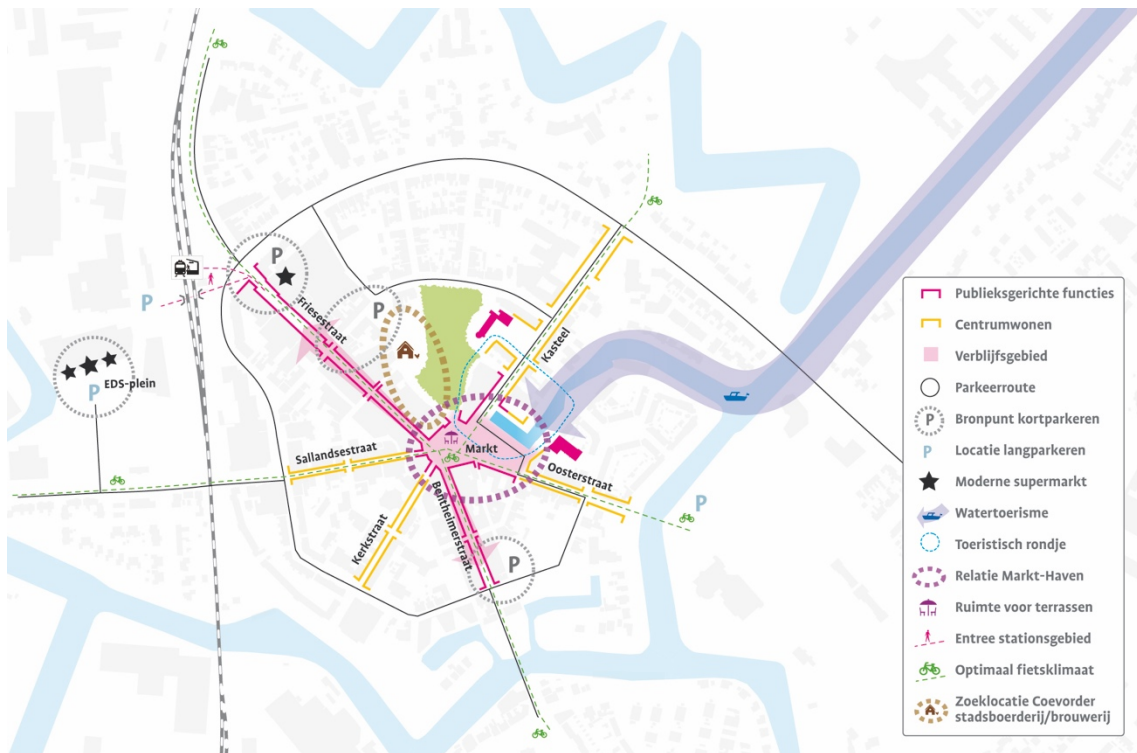 P
Friesestraat
P
P
EDS-plein
P
Kasteel
Markt
Sallandsestraat
Oosterstraat
Kerkstraat
Bentheimerstraat
P
P
Publieksgerichte functies
Centrumwonen
Verblijfsgebied
Parkeerroute
P Bronpunt kortparkeren
P Locatie langparkeren
Moderne supermarkt
Watertoerisme
Toeristisch rondje
Relatie Markt-Haven
Ruimte voor terrassen
Entree stationsgebied
Optimaal fietsklimaat
Zoeklocatie Coevorder
stadsboerderij/brouwerij